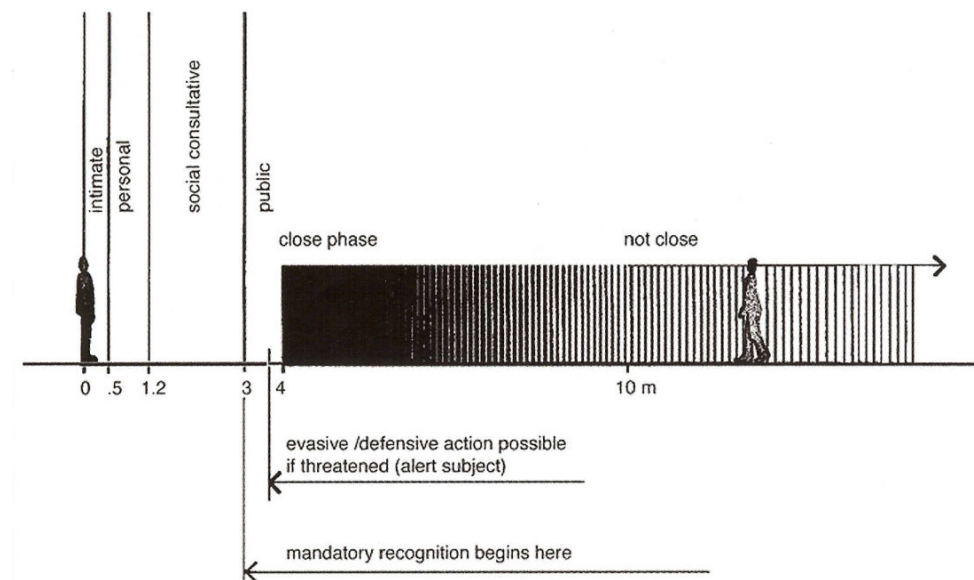 intimate
personal
social consultative
public
close phase
not close
0 .5 1.2 3 4 10 m
evasive /defensive action possible
if threatened (alert subject)
mandatory recognition begins here